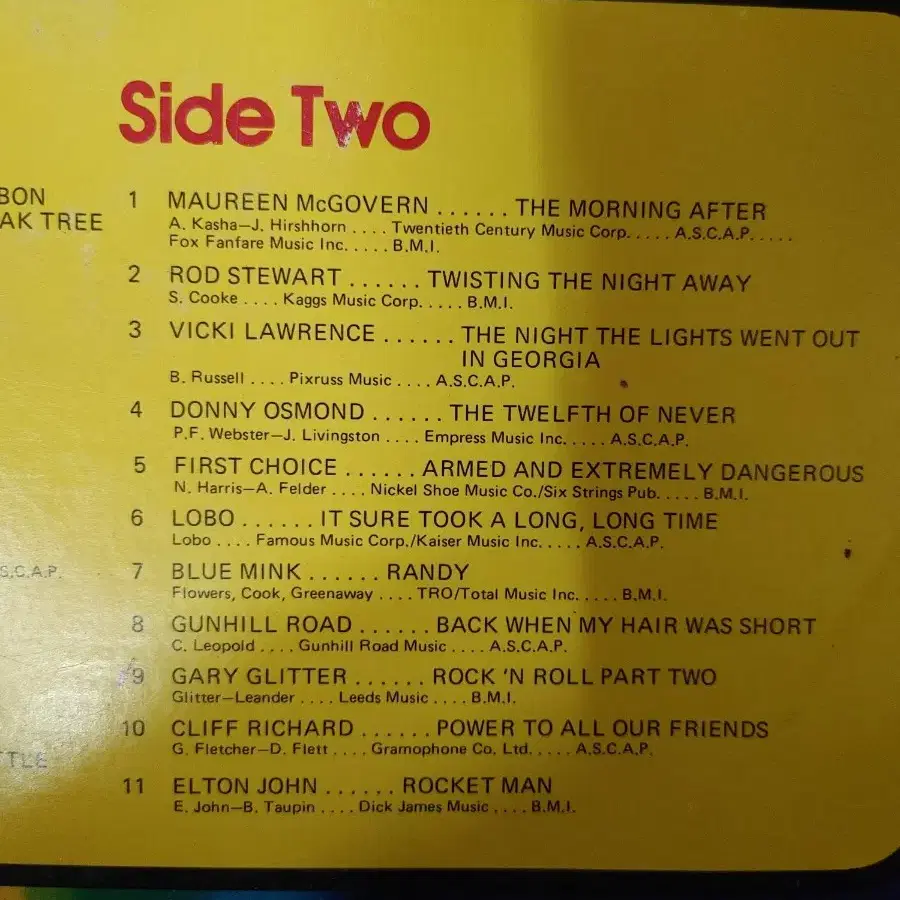 Side Two
BON
AK TREE
1 MAUREEN McGOVERN ...... THE MORNING AFTER
A. Kasha—J. Hirshhorn .... Twentieth Century Music Corp. .... A.S.C.A.P. ....
Fox Fanfare Music Inc. .... B.M.I.
2 ROD STEWART ...... TWISTING THE NIGHT AWAY
S. Cooke .... Kaggs Music Corp. .... B.M.I.
3 VICKI LAWRENCE ...... THE NIGHT THE LIGHTS WENT OUT
IN GEORGIA
B. Russell .... Pixruss Music .... A.S.C.A.P.
4 DONNY OSMOND ...... THE TWELFTH OF NEVER
P.F. Webster—J. Livingston .... Empress Music Inc. .... A.S.C.A.P.
5 FIRST CHOICE ...... ARMED AND EXTREMELY DANGEROUS
N. Harris—A. Felder .... Nickel Shoe Music Co./Six Strings Pub. .... B.M.I.
6 LOBO ...... IT SURE TOOK A LONG, LONG TIME
Lobo .... Famous Music Corp./Kaiser Music Inc. .... A.S.C.A.P.
S.C.A.P.
7 BLUE MINK ...... RANDY
Flowers, Cook, Greenaway .... TRO/Total Music Inc. .... B.M.I.
8 GUNHILL ROAD ...... BACK WHEN MY HAIR WAS SHORT
C. Leopold .... Gunhill Road Music .... A.S.C.A.P.
9 GARY GLITTER ...... ROCK 'N ROLL PART TWO
Glitter—Leander .... Leeds Music .... B.M.I.
10 CLIFF RICHARD ...... POWER TO ALL OUR FRIENDS
G. Fletcher—D. Flett .... Gramophone Co. Ltd. .... A.S.C.A.P.
TTLE
11 ELTON JOHN ...... ROCKET MAN
E. John—B. Taupin .... Dick James Music .... B.M.I.